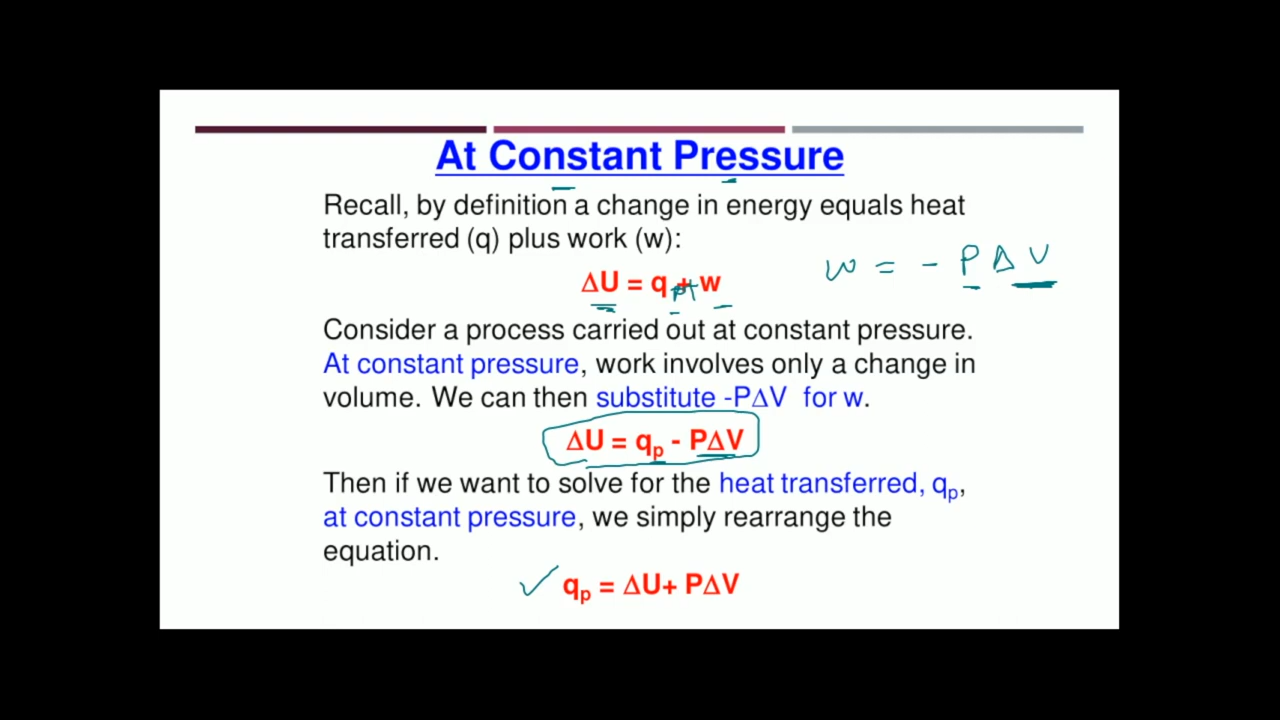 At Constant Pressure
Recall, by definition a change in energy equals heat
transferred (q) plus work (w):
ΔU = q + w
w = - P Δ V
Consider a process carried out at constant pressure.
At constant pressure, work involves only a change in
volume. We can then substitute -PΔV for w.
ΔU = qp - PΔV
Then if we want to solve for the heat transferred, qp,
at constant pressure, we simply rearrange the
equation.
qp = ΔU+ PΔV